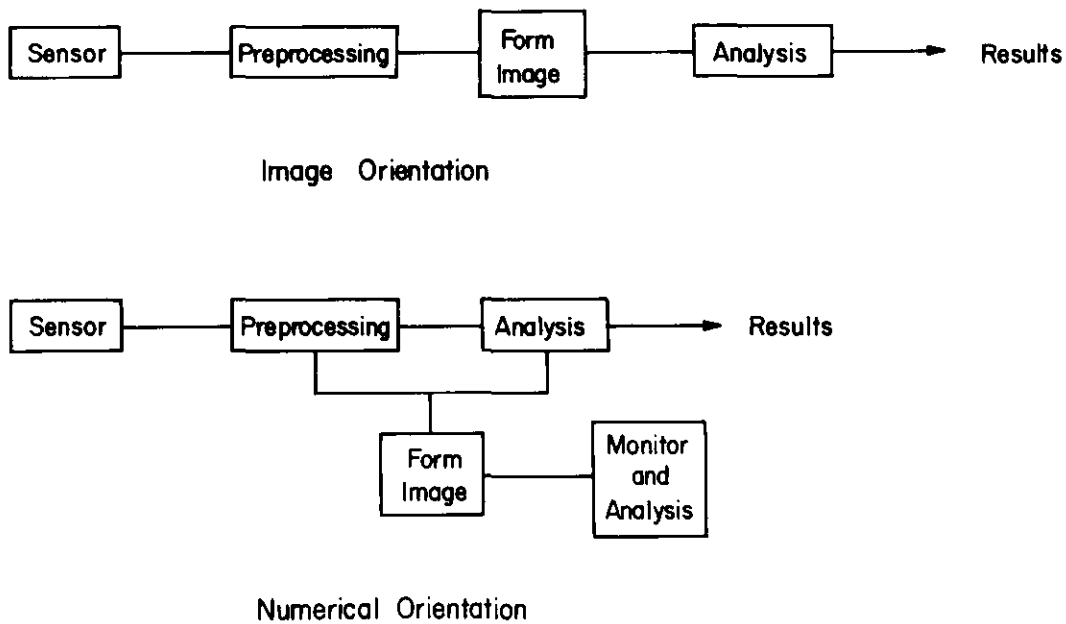 Sensor
Preprocessing
Form
Image
Analysis
Results
Image Orientation
Sensor
Preprocessing
Analysis
Results
Form
Image
Monitor
and
Analysis
Numerical Orientation